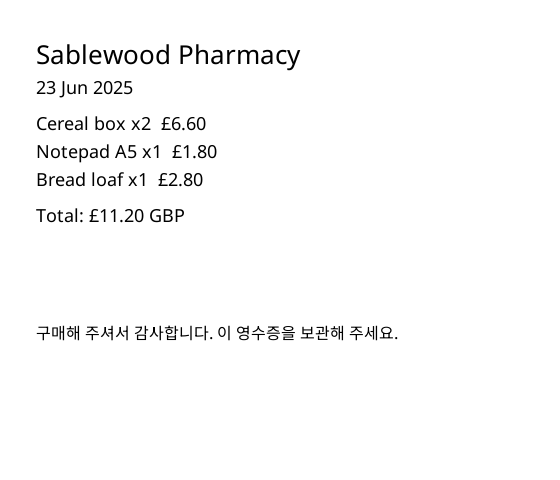 Sablewood Pharmacy
23 Jun 2025
Cereal box x2  £6.60
Notepad A5 x1  £1.80
Bread loaf x1  £2.80
Total: £11.20 GBP
구매해 주셔서 감사합니다. 이 영수증을 보관해 주세요.